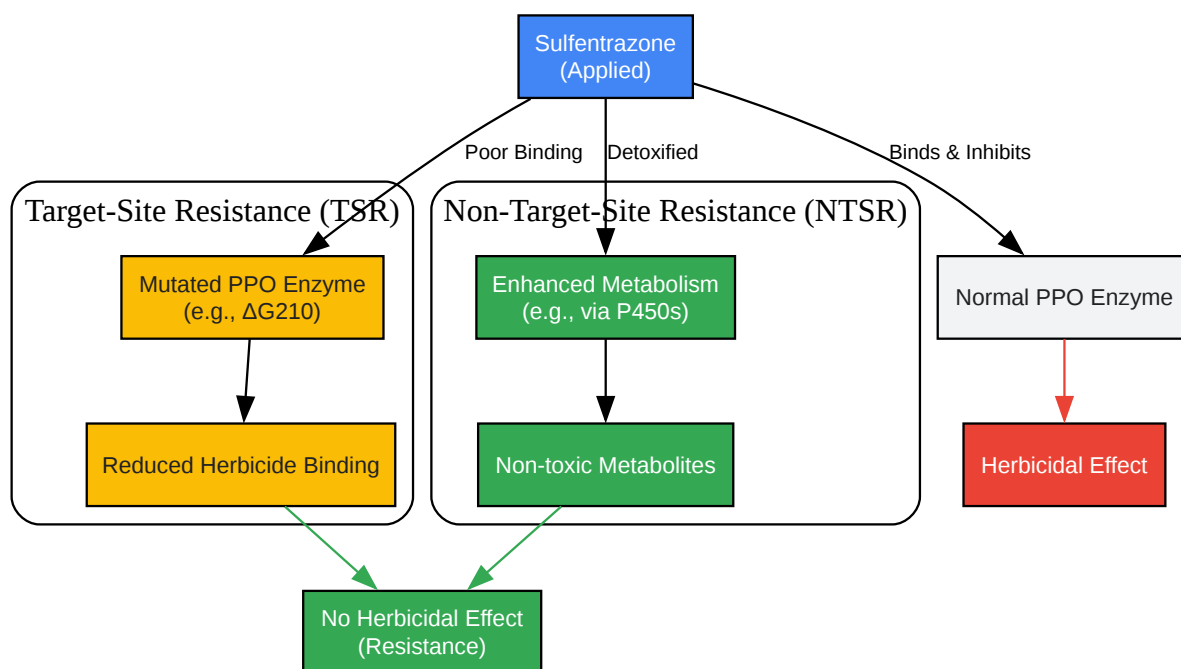 Sulfentrazone
(Applied)
Poor Binding
Detoxified
Binds & Inhibits
Target-Site Resistance (TSR)
Non-Target-Site Resistance (NTSR)
Mutated PPO Enzyme
(e.g., ΔG210)
Enhanced Metabolism
(e.g., via P450s)
Normal PPO Enzyme
Reduced Herbicide Binding
Non-toxic Metabolites
Herbicidal Effect
No Herbicidal Effect
(Resistance)